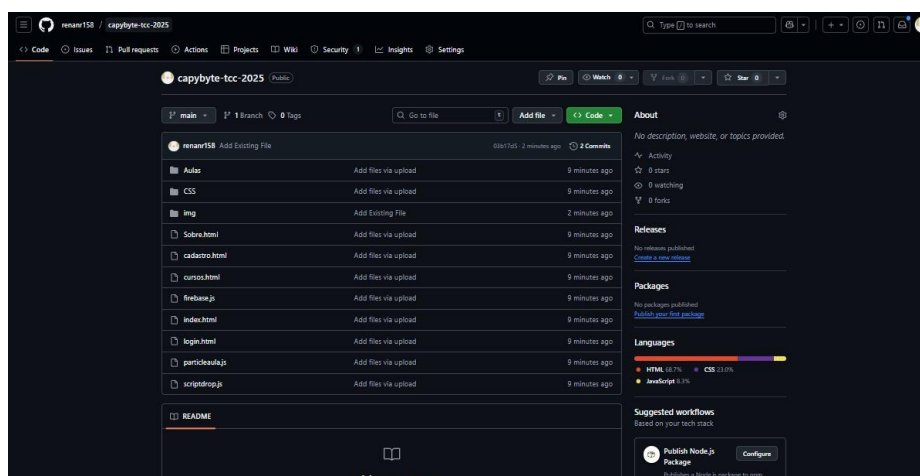 renanr158 / capybyte-tcc-2025
Type / to search
Code Issues Pull requests Actions Projects Wiki Security 1 Insights Settings
capybyte-tcc-2025 Public
Pin Watch 0 Fork 0 Star 0
main 1 Branch 0 Tags Go to file t Add file Code
renanr158 Add Existing File 2 minutes ago 2 Commits
Aulas Add files via upload 9 minutes ago
CSS Add files via upload 9 minutes ago
img Add Existing File 2 minutes ago
Sobre.html Add files via upload 9 minutes ago
cadastro.html Add files via upload 9 minutes ago
cursos.html Add files via upload 9 minutes ago
firebase.js Add files via upload 9 minutes ago
index.html Add files via upload 9 minutes ago
login.html Add files via upload 9 minutes ago
particleaula.js Add files via upload 9 minutes ago
scriptdrop.js Add files via upload 9 minutes ago
README
About
No description, website, or topics provided.
Activity
0 stars
0 watching
0 forks
Releases
No releases published
Create a new release
Packages
No packages published
Publish your first package
Languages
HTML 68.7% CSS 23.0%
JavaScript 8.3%
Suggested workflows
Based on your tech stack
Publish Node.js
Package
Configure
Publishes a Node.js package to npm